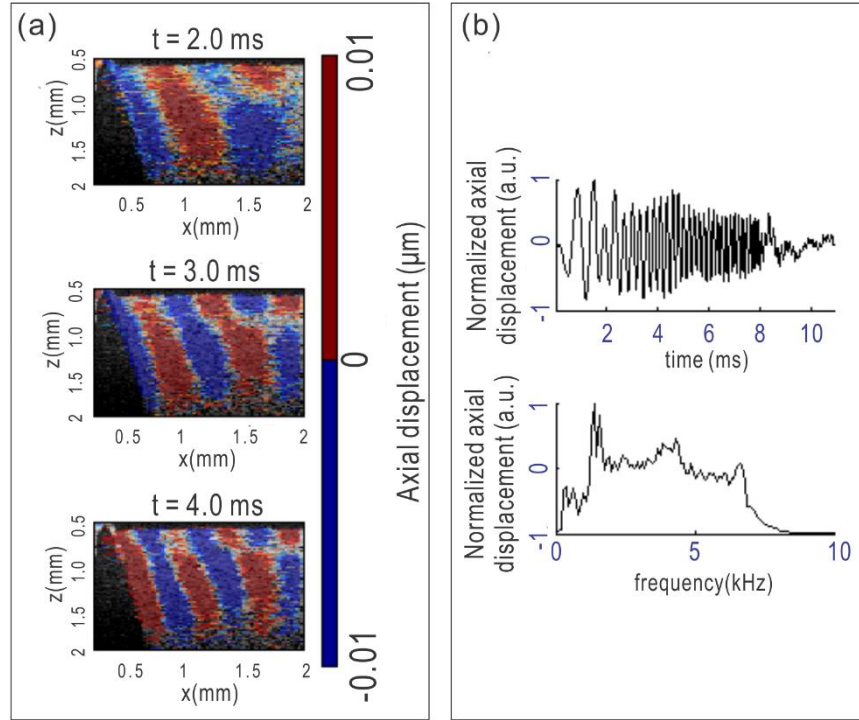 (a)
t = 2.0 ms
0.5
1.0
1.5
2
z(mm)
0.5 1 1.5 2
x(mm)
t = 3.0 ms
0.5
1.0
1.5
2
z(mm)
0.5 1 1.5 2
x(mm)
t = 4.0 ms
0.5
1.0
1.5
2
z(mm)
0.5 1 1.5 2
x(mm)
0.01
0
-0.01
Axial displacement (μm)
(b)
Normalized axial
displacement (a.u.)
1
0
-1
2 4 6 8 10
time (ms)
Normalized axial
displacement (a.u.)
1
0
-1
0 5 10
frequency(kHz)